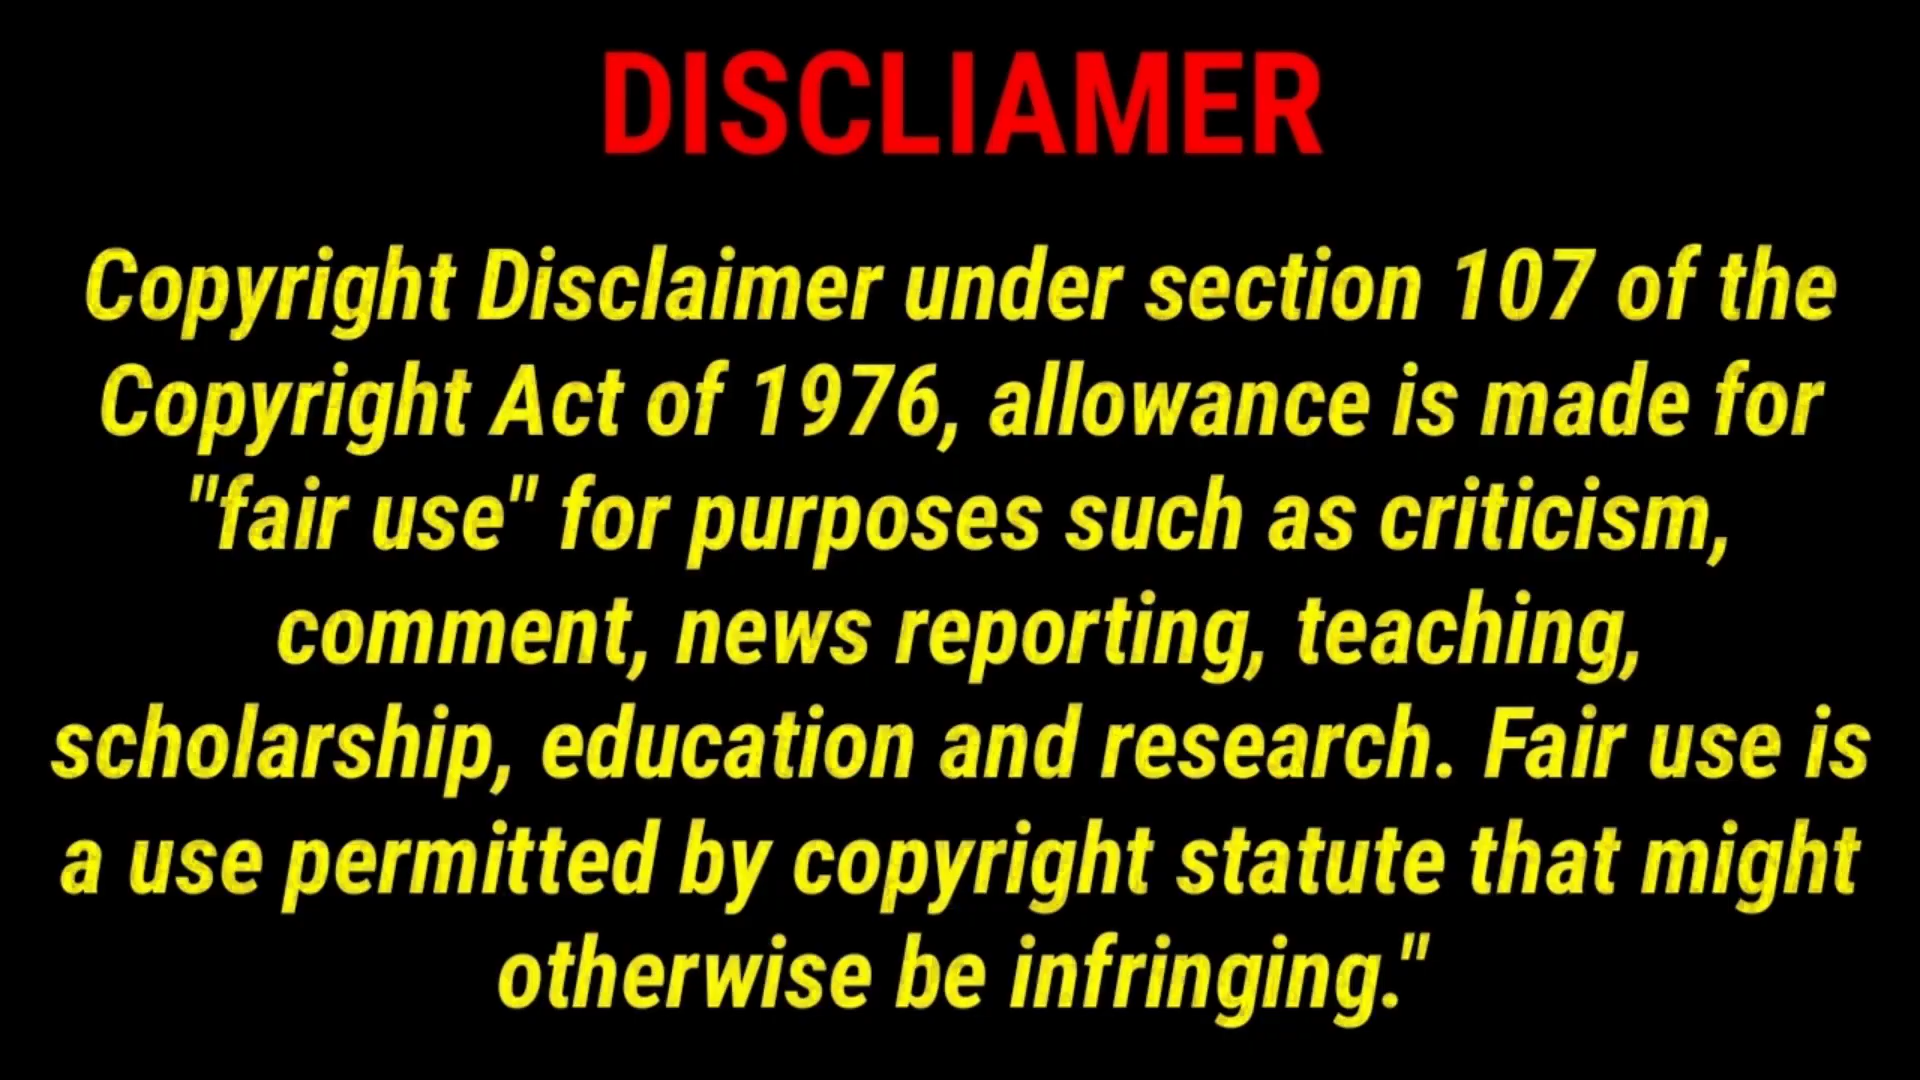 DISCLIAMER
Copyright Disclaimer under section 107 of the
Copyright Act of 1976, allowance is made for
"fair use" for purposes such as criticism,
comment, news reporting, teaching,
scholarship, education and research. Fair use is
a use permitted by copyright statute that might
otherwise be infringing."